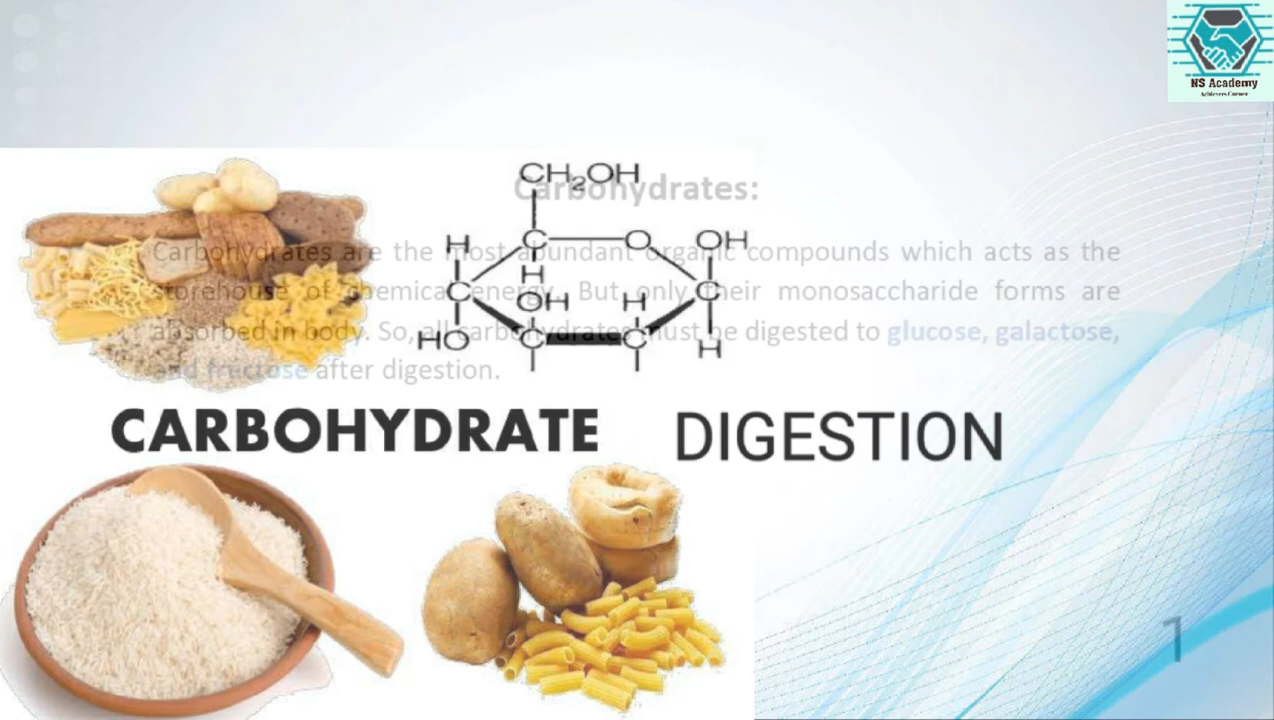 NS Academy
Achievers Corner
CH₂OH
Carbohydrates:
H C O OH
Carbohydrates are the most abundant organic compounds which acts as the
H
C C
storehouse of chemical energy. But only their monosaccharide forms are
OH H
absorbed in body. So, all carbohydrates must be digested to glucose, galactose,
HO C C H
and fructose after digestion.
CARBOHYDRATE DIGESTION
1